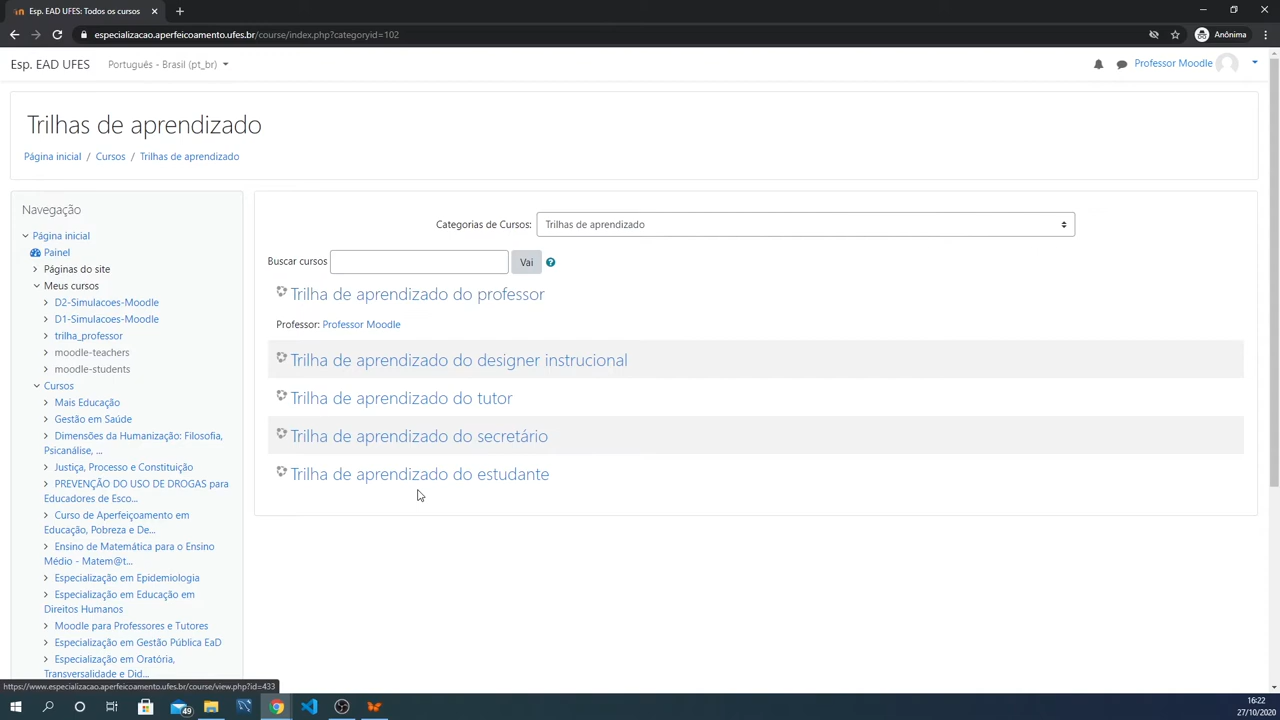 Esp. EAD UFES: Todos os cursos
especializacao.aperfeicoamento.ufes.br/course/index.php?categoryid=102
Anônima
Esp. EAD UFES
Português - Brasil (pt_br)
Professor Moodle
Trilhas de aprendizado
Página inicial / Cursos / Trilhas de aprendizado
Navegação
Página inicial
Painel
Páginas do site
Meus cursos
D2-Simulacoes-Moodle
D1-Simulacoes-Moodle
trilha_professor
moodle-teachers
moodle-students
Cursos
Mais Educação
Gestão em Saúde
Dimensões da Humanização: Filosofia,
Psicanálise, ...
Justiça, Processo e Constituição
PREVENÇÃO DO USO DE DROGAS para
Educadores de Esco...
Curso de Aperfeiçoamento em
Educação, Pobreza e De...
Ensino de Matemática para o Ensino
Médio - Matem@t...
Especialização em Epidemiologia
Especialização em Educação em
Direitos Humanos
Moodle para Professores e Tutores
Especialização em Gestão Pública EaD
Especialização em Oratória,
Transversalidade e Did...
Categorias de Cursos:
Trilhas de aprendizado
Buscar cursos
Vai
Trilha de aprendizado do professor
Professor: Professor Moodle
Trilha de aprendizado do designer instrucional
Trilha de aprendizado do tutor
Trilha de aprendizado do secretário
Trilha de aprendizado do estudante
https://www.especializacao.aperfeicoamento.ufes.br/course/view.php?id=433
49
16:22
27/10/2020